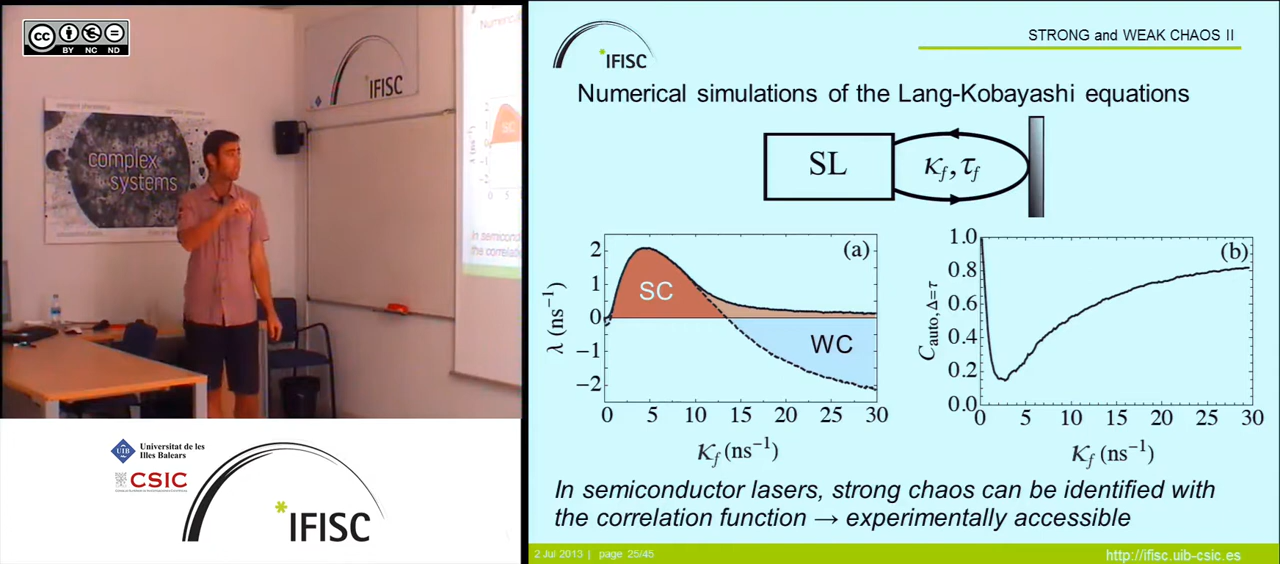 cc
BY NC ND
IFISC
complex
systems
SC
In semiconduc
the correlat
Universitat de les
Illes Balears
UIB
CSIC
IFISC
IFISC
STRONG and WEAK CHAOS II
Numerical simulations of the Lang-Kobayashi equations
SL
κf, τf
(a)
2
1
0
−1
−2
λ (ns⁻¹)
SC
WC
0 5 10 15 20 25 30
κf (ns⁻¹)
(b)
1.0
0.8
0.6
0.4
0.2
0.0
Cauto, Δ=τ
0 5 10 15 20 25 30
κf (ns⁻¹)
In semiconductor lasers, strong chaos can be identified with
the correlation function → experimentally accessible
2 Jul 2013 | page 25/45
http://ifisc.uib-csic.es